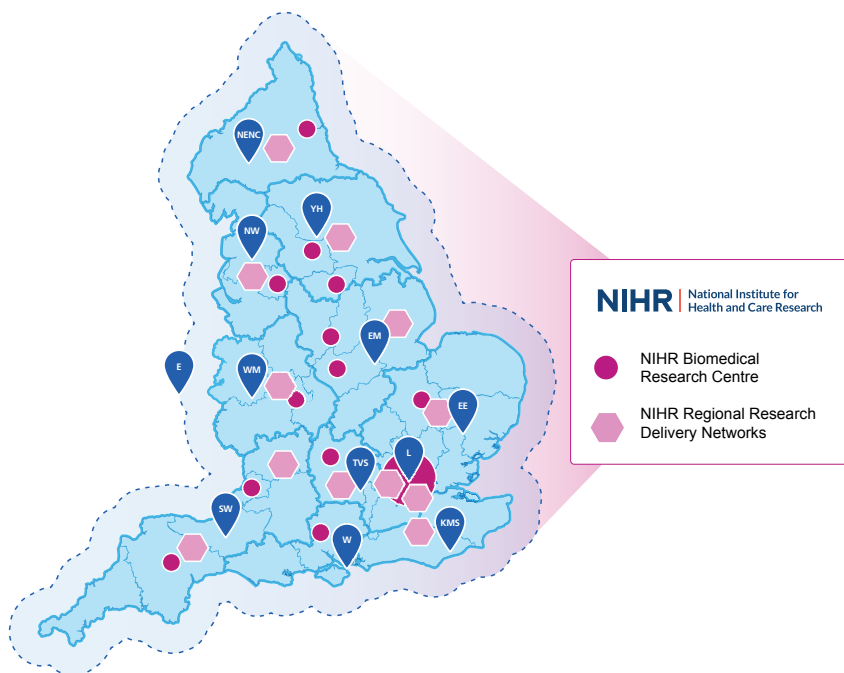 NENC
YH
NW
NIHR | National Institute for
Health and Care Research
EM
NIHR Biomedical
Research Centre
E
WM
EE
NIHR Regional Research
Delivery Networks
L
TVS
SW
KMS
W